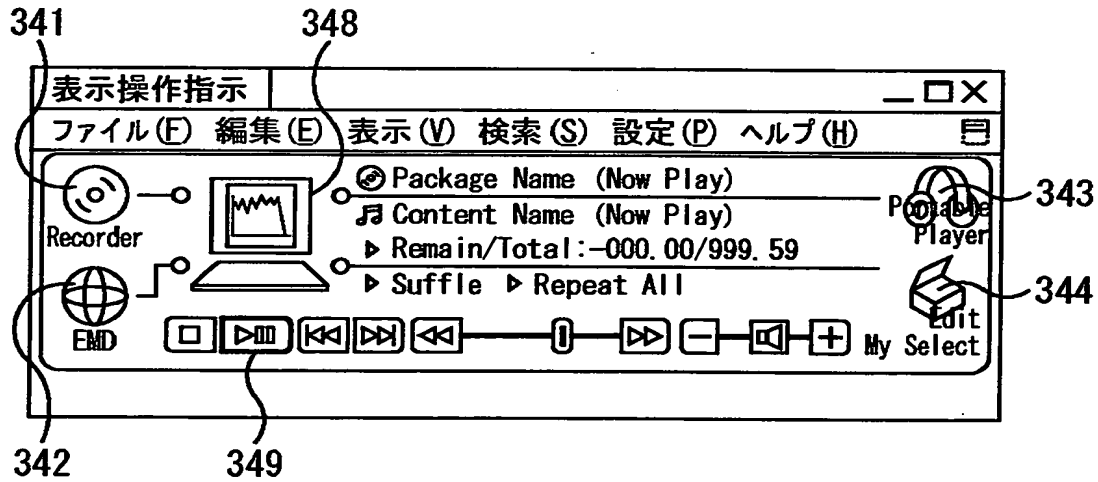 341 348
表示操作指示
ファイル(F) 編集(E) 表示(V) 検索(S) 設定(P) ヘルプ(H)
Package Name (Now Play)
Content Name (Now Play)
Recorder
Portable
Player
343
Remain/Total:-000.00/999.59
Suffle Repeat All
344
EMD
Edit
My Select
342 349